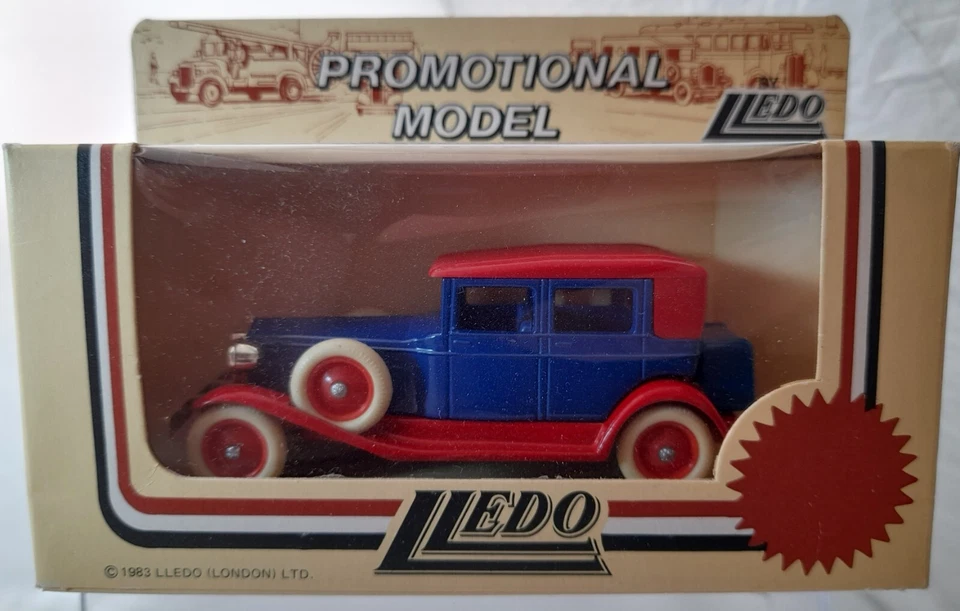 PROMOTIONAL
MODEL
BY
LLEDO
LLEDO
© 1983 LLEDO (LONDON) LTD.